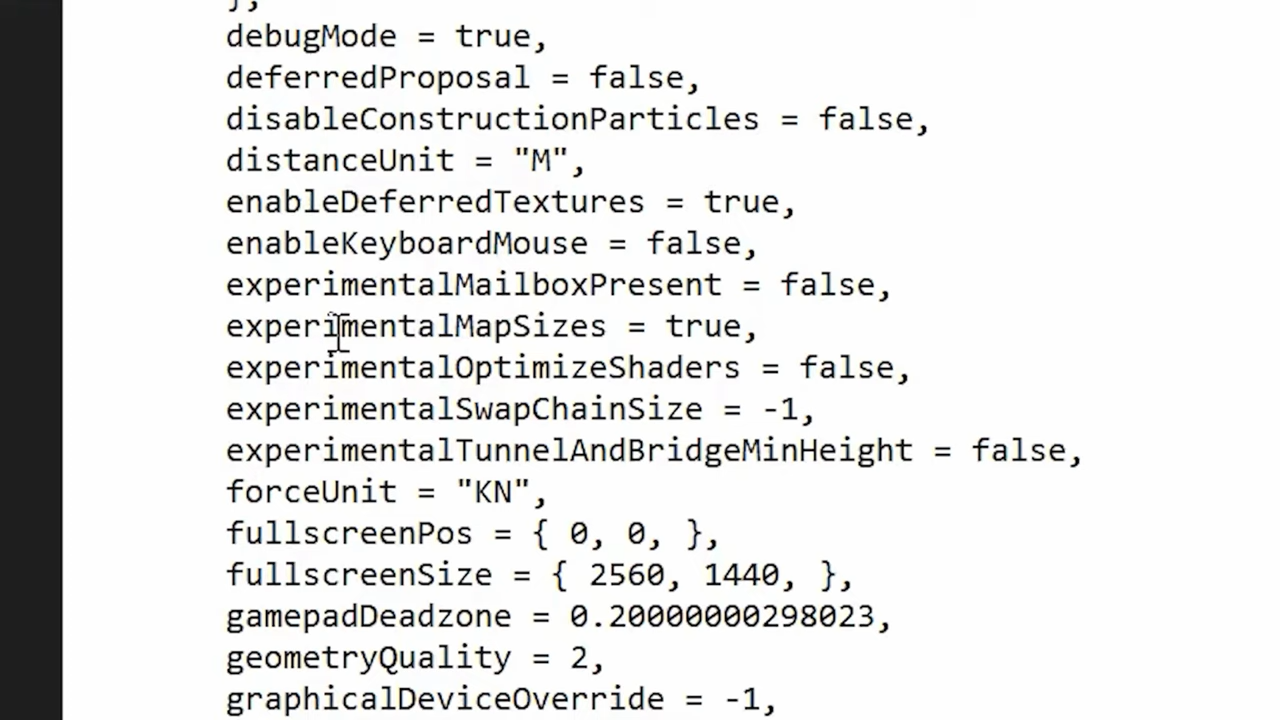 },
debugMode = true,
deferredProposal = false,
disableConstructionParticles = false,
distanceUnit = "M",
enableDeferredTextures = true,
enableKeyboardMouse = false,
experimentalMailboxPresent = false,
experimentalMapSizes = true,
experimentalOptimizeShaders = false,
experimentalSwapChainSize = -1,
experimentalTunnelAndBridgeMinHeight = false,
forceUnit = "KN",
fullscreenPos = { 0, 0, },
fullscreenSize = { 2560, 1440, },
gamepadDeadzone = 0.20000000298023,
geometryQuality = 2,
graphicalDeviceOverride = -1,